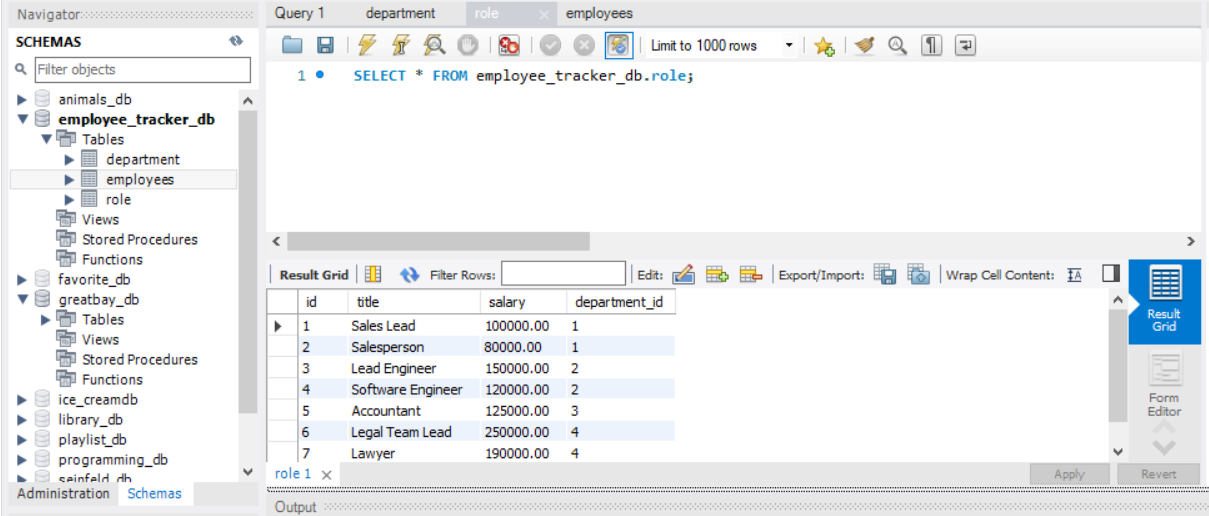 Navigator
SCHEMAS
Filter objects
animals_db
employee_tracker_db
Tables
department
employees
role
Views
Stored Procedures
Functions
favorite_db
greatbay_db
Tables
Views
Stored Procedures
Functions
ice_creamdb
library_db
playlist_db
programming_db
seinfeld_db
Administration Schemas
Query 1 department role employees
Limit to 1000 rows
1 SELECT * FROM employee_tracker_db.role;
Result Grid Filter Rows: Edit: Export/Import: Wrap Cell Content:
id title salary department_id
1 Sales Lead 100000.00 1
2 Salesperson 80000.00 1
3 Lead Engineer 150000.00 2
4 Software Engineer 120000.00 2
5 Accountant 125000.00 3
6 Legal Team Lead 250000.00 4
7 Lawyer 190000.00 4
Result
Grid
Form
Editor
role 1 Apply Revert
Output